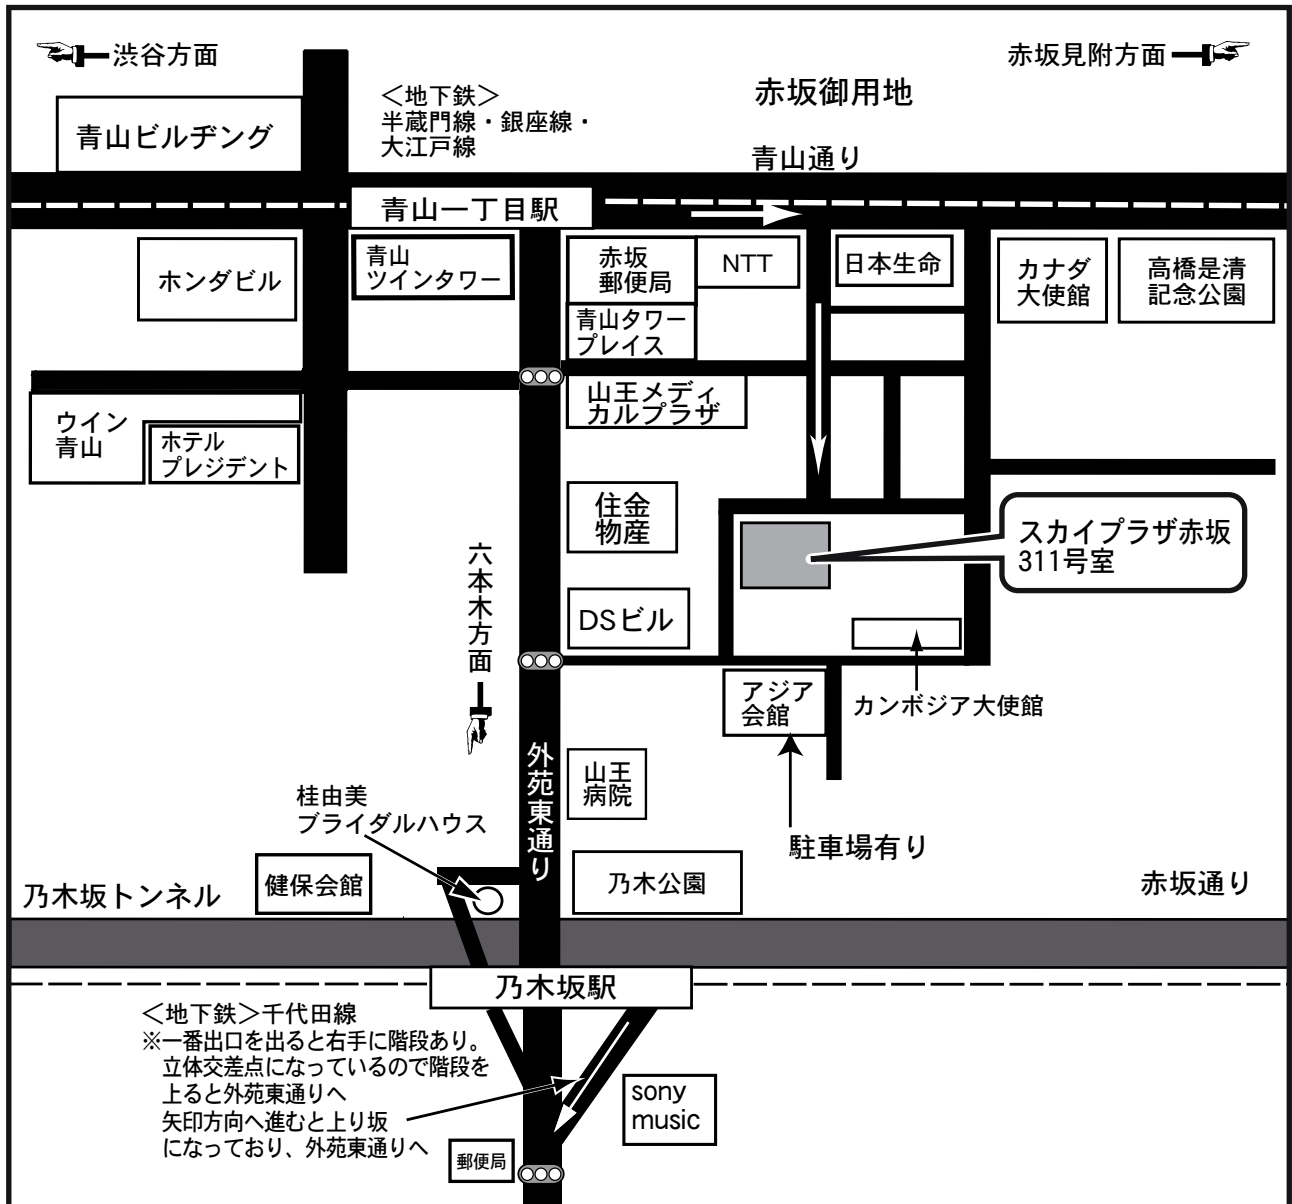 渋谷方面
赤坂見附方面
<地下鉄>
半蔵門線・銀座線・
大江戸線
赤坂御用地
青山ビルヂング
青山通り
青山一丁目駅
ホンダビル
青山
ツインタワー
赤坂
郵便局
NTT
日本生命
カナダ
大使館
高橋是清
記念公園
青山タワー
プレイス
山王メディ
カルプラザ
ウイン
青山
ホテル
プレジデント
住金
物産
スカイプラザ赤坂
311号室
六本木方面
DSビル
アジア
会館
カンボジア大使館
外苑東通り
山王
病院
駐車場有り
桂由美
ブライダルハウス
乃木坂トンネル
健保会館
乃木公園
赤坂通り
乃木坂駅
<地下鉄>千代田線
※一番出口を出ると右手に階段あり。
立体交差点になっているので階段を
上ると外苑東通りへ
矢印方向へ進むと上り坂
になっており、外苑東通りへ
sony
music
郵便局